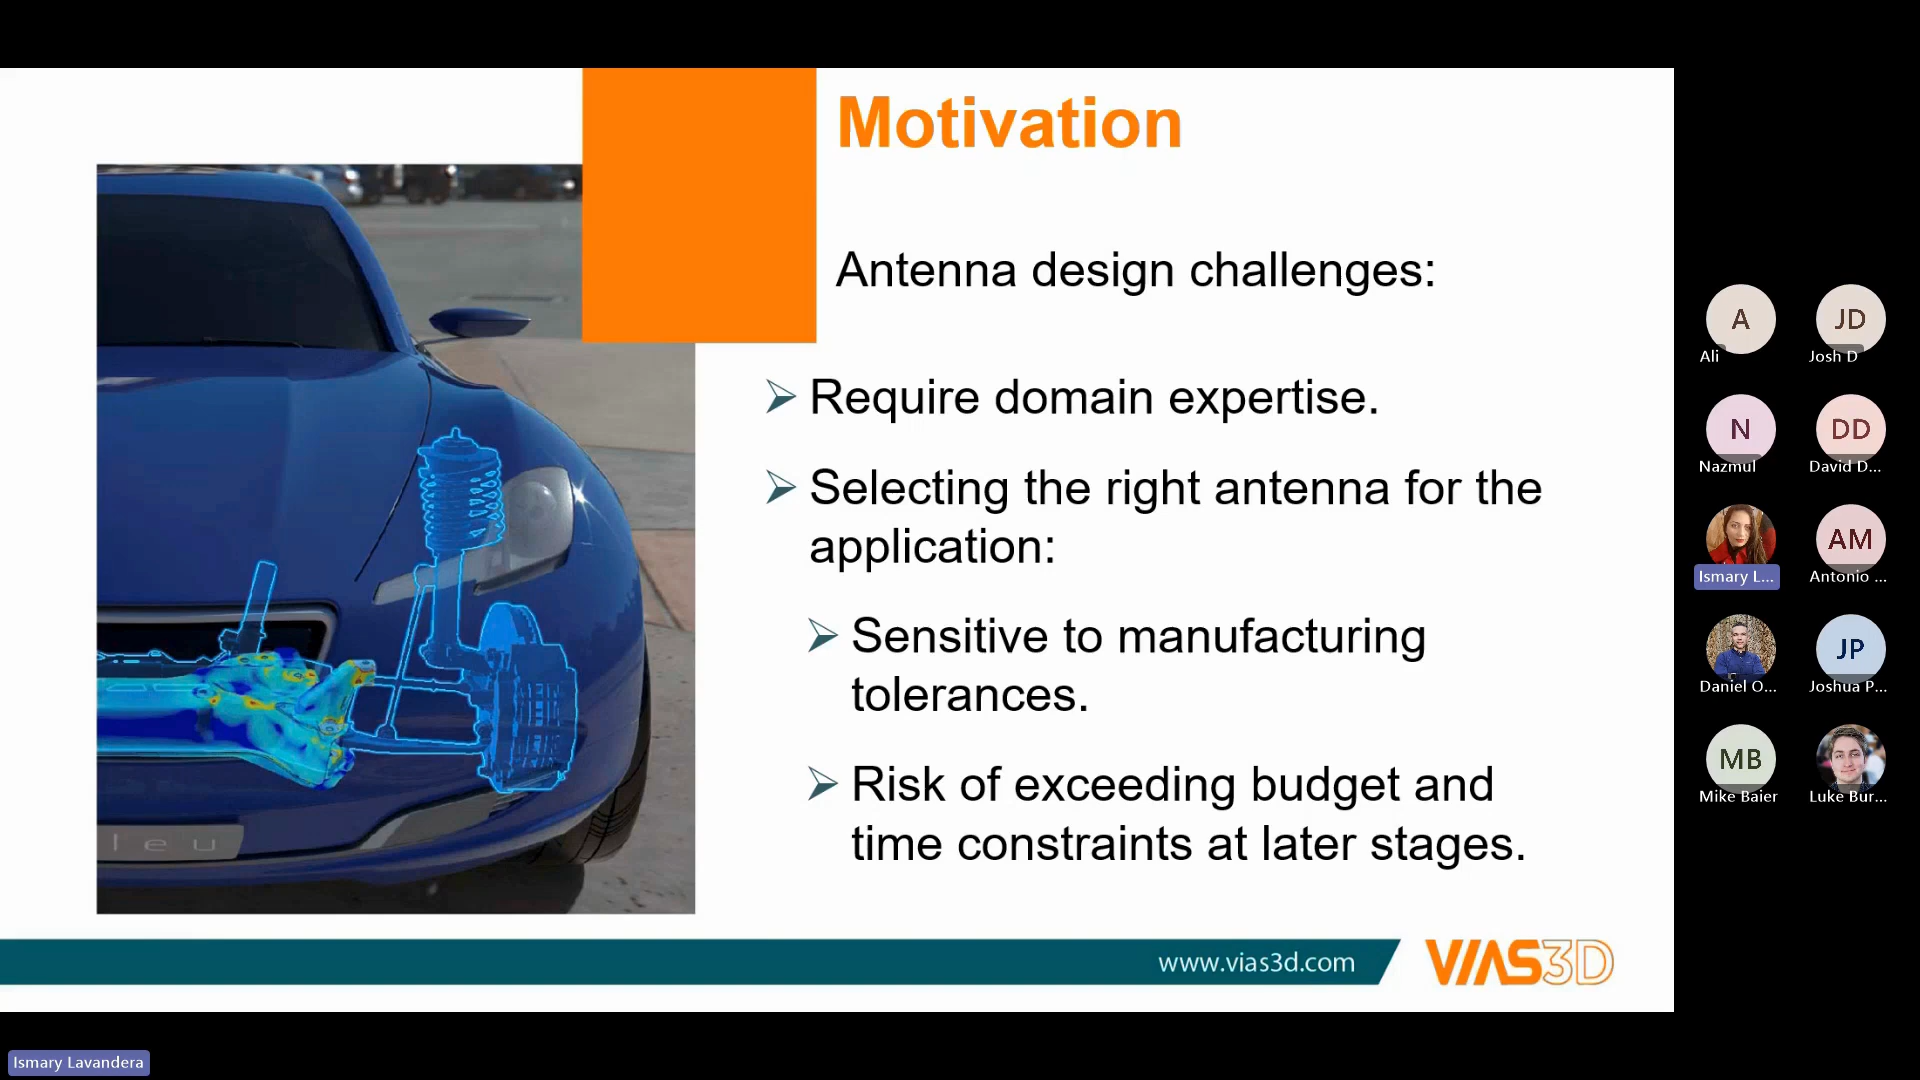 Motivation
Antenna design challenges:
Require domain expertise.
Selecting the right antenna for the
application:
Sensitive to manufacturing
tolerances.
Risk of exceeding budget and
time constraints at later stages.
l e u
www.vias3d.com
VIAS3D
A
Ali
JD
Josh D
N
Nazmul
DD
David D...
Ismary L...
AM
Antonio ...
Daniel O...
JP
Joshua P...
MB
Mike Baier
Luke Bur...
Ismary Lavandera